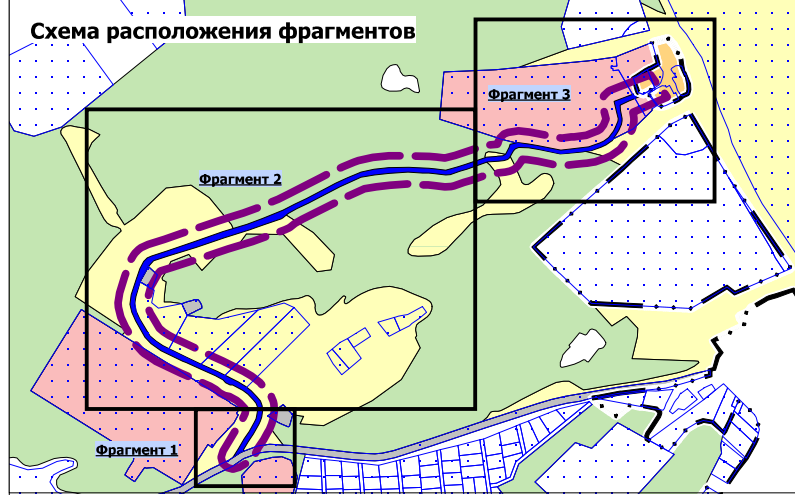 Схема расположения фрагментов
Фрагмент 3
Фрагмент 2
Фрагмент 1